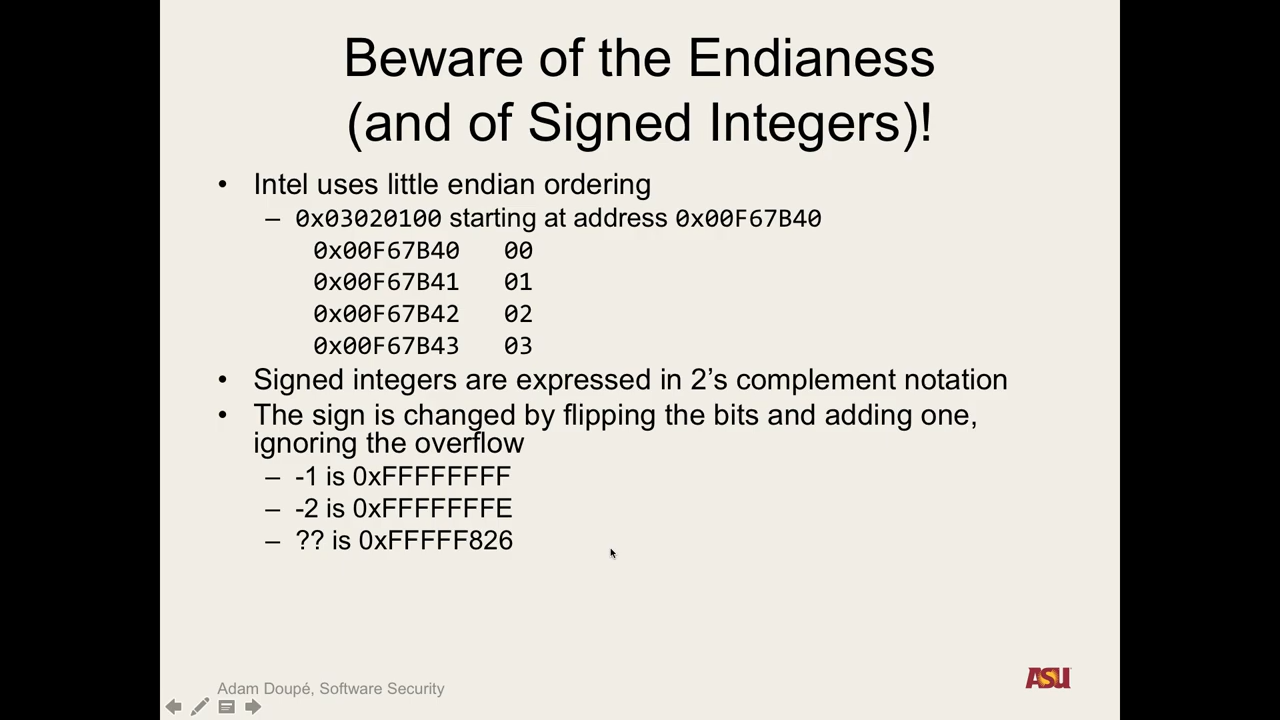 Beware of the Endianess
(and of Signed Integers)!
• Intel uses little endian ordering
– 0x03020100 starting at address 0x00F67B40
0x00F67B40 00
0x00F67B41 01
0x00F67B42 02
0x00F67B43 03
• Signed integers are expressed in 2’s complement notation
• The sign is changed by flipping the bits and adding one,
ignoring the overflow
– -1 is 0xFFFFFFFF
– -2 is 0xFFFFFFFE
– ?? is 0xFFFFF826
Adam Doupé, Software Security
ASU